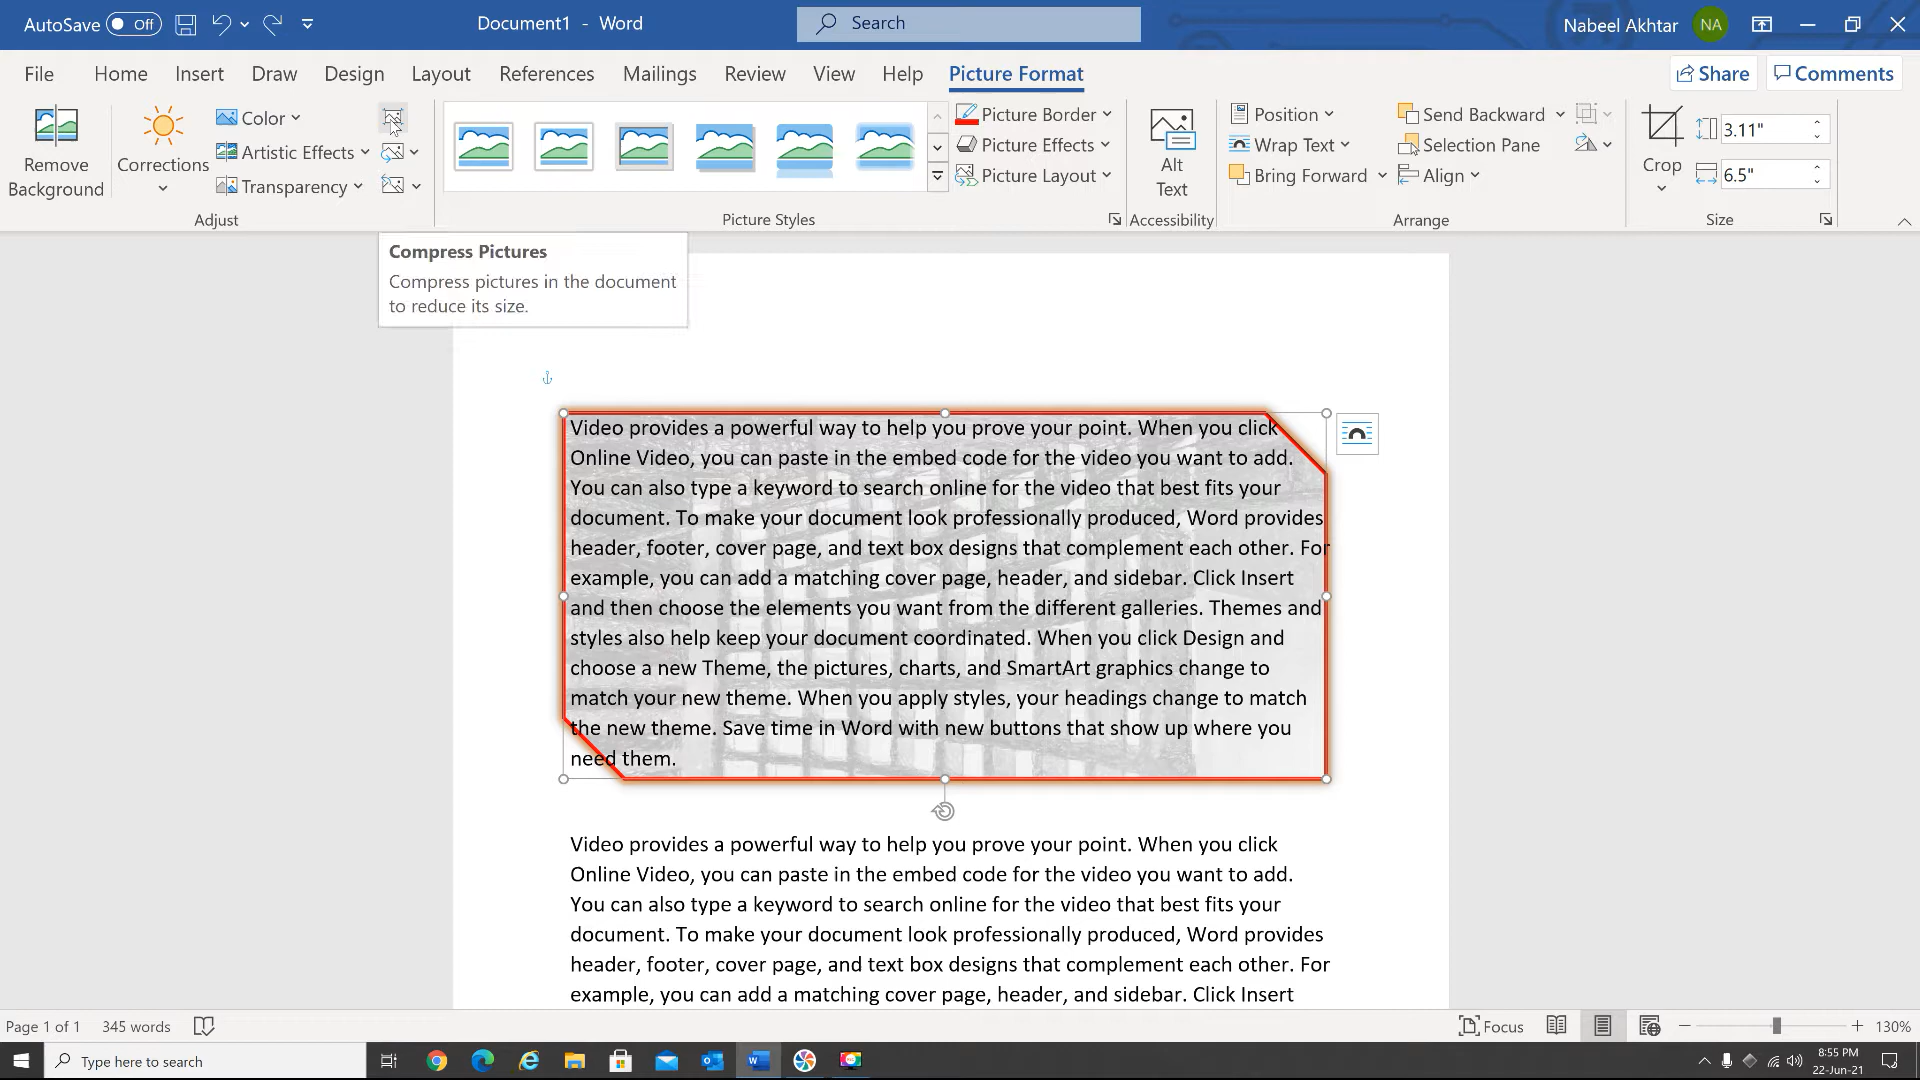 AutoSave Off Document1 - Word Search Nabeel Akhtar NA
File Home Insert Draw Design Layout References Mailings Review View Help Picture Format Share Comments
Remove Background
Corrections
Color
Artistic Effects
Transparency
Adjust
Picture Styles
Picture Border
Picture Effects
Picture Layout
Alt Text
Accessibility
Position
Wrap Text
Bring Forward
Send Backward
Selection Pane
Align
Arrange
Crop
3.11"
6.5"
Size
Compress Pictures
Compress pictures in the document
to reduce its size.
Video provides a powerful way to help you prove your point. When you click
Online Video, you can paste in the embed code for the video you want to add.
You can also type a keyword to search online for the video that best fits your
document. To make your document look professionally produced, Word provides
header, footer, cover page, and text box designs that complement each other. For
example, you can add a matching cover page, header, and sidebar. Click Insert
and then choose the elements you want from the different galleries. Themes and
styles also help keep your document coordinated. When you click Design and
choose a new Theme, the pictures, charts, and SmartArt graphics change to
match your new theme. When you apply styles, your headings change to match
the new theme. Save time in Word with new buttons that show up where you
need them.
Video provides a powerful way to help you prove your point. When you click
Online Video, you can paste in the embed code for the video you want to add.
You can also type a keyword to search online for the video that best fits your
document. To make your document look professionally produced, Word provides
header, footer, cover page, and text box designs that complement each other. For
example, you can add a matching cover page, header, and sidebar. Click Insert
Page 1 of 1 345 words Focus 130%
Type here to search
8:55 PM
22-Jun-21